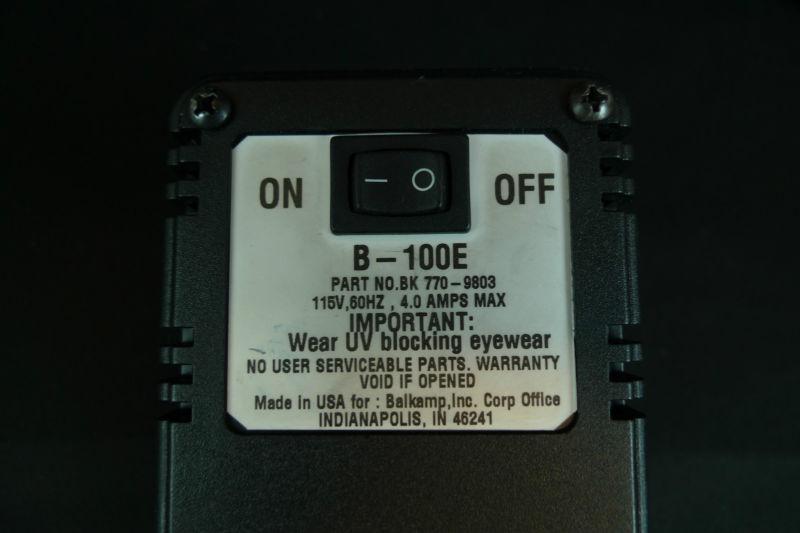 ON — O OFF
B-100E
PART NO.BK 770-9803
115V,60HZ , 4.0 AMPS MAX
IMPORTANT:
Wear UV blocking eyewear
NO USER SERVICEABLE PARTS. WARRANTY
VOID IF OPENED
Made in USA for : Balkamp,Inc. Corp Office
INDIANAPOLIS, IN 46241